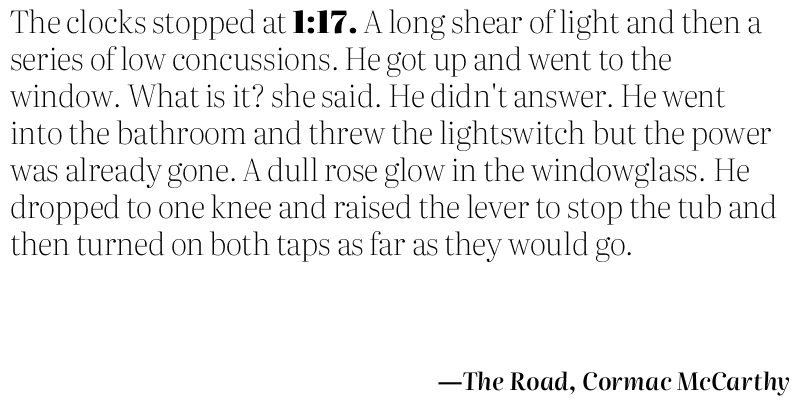 The clocks stopped at 1:17. A long shear of light and then a
series of low concussions. He got up and went to the
window. What is it? she said. He didn't answer. He went
into the bathroom and threw the lightswitch but the power
was already gone. A dull rose glow in the windowglass. He
dropped to one knee and raised the lever to stop the tub and
then turned on both taps as far as they would go.
—The Road, Cormac McCarthy